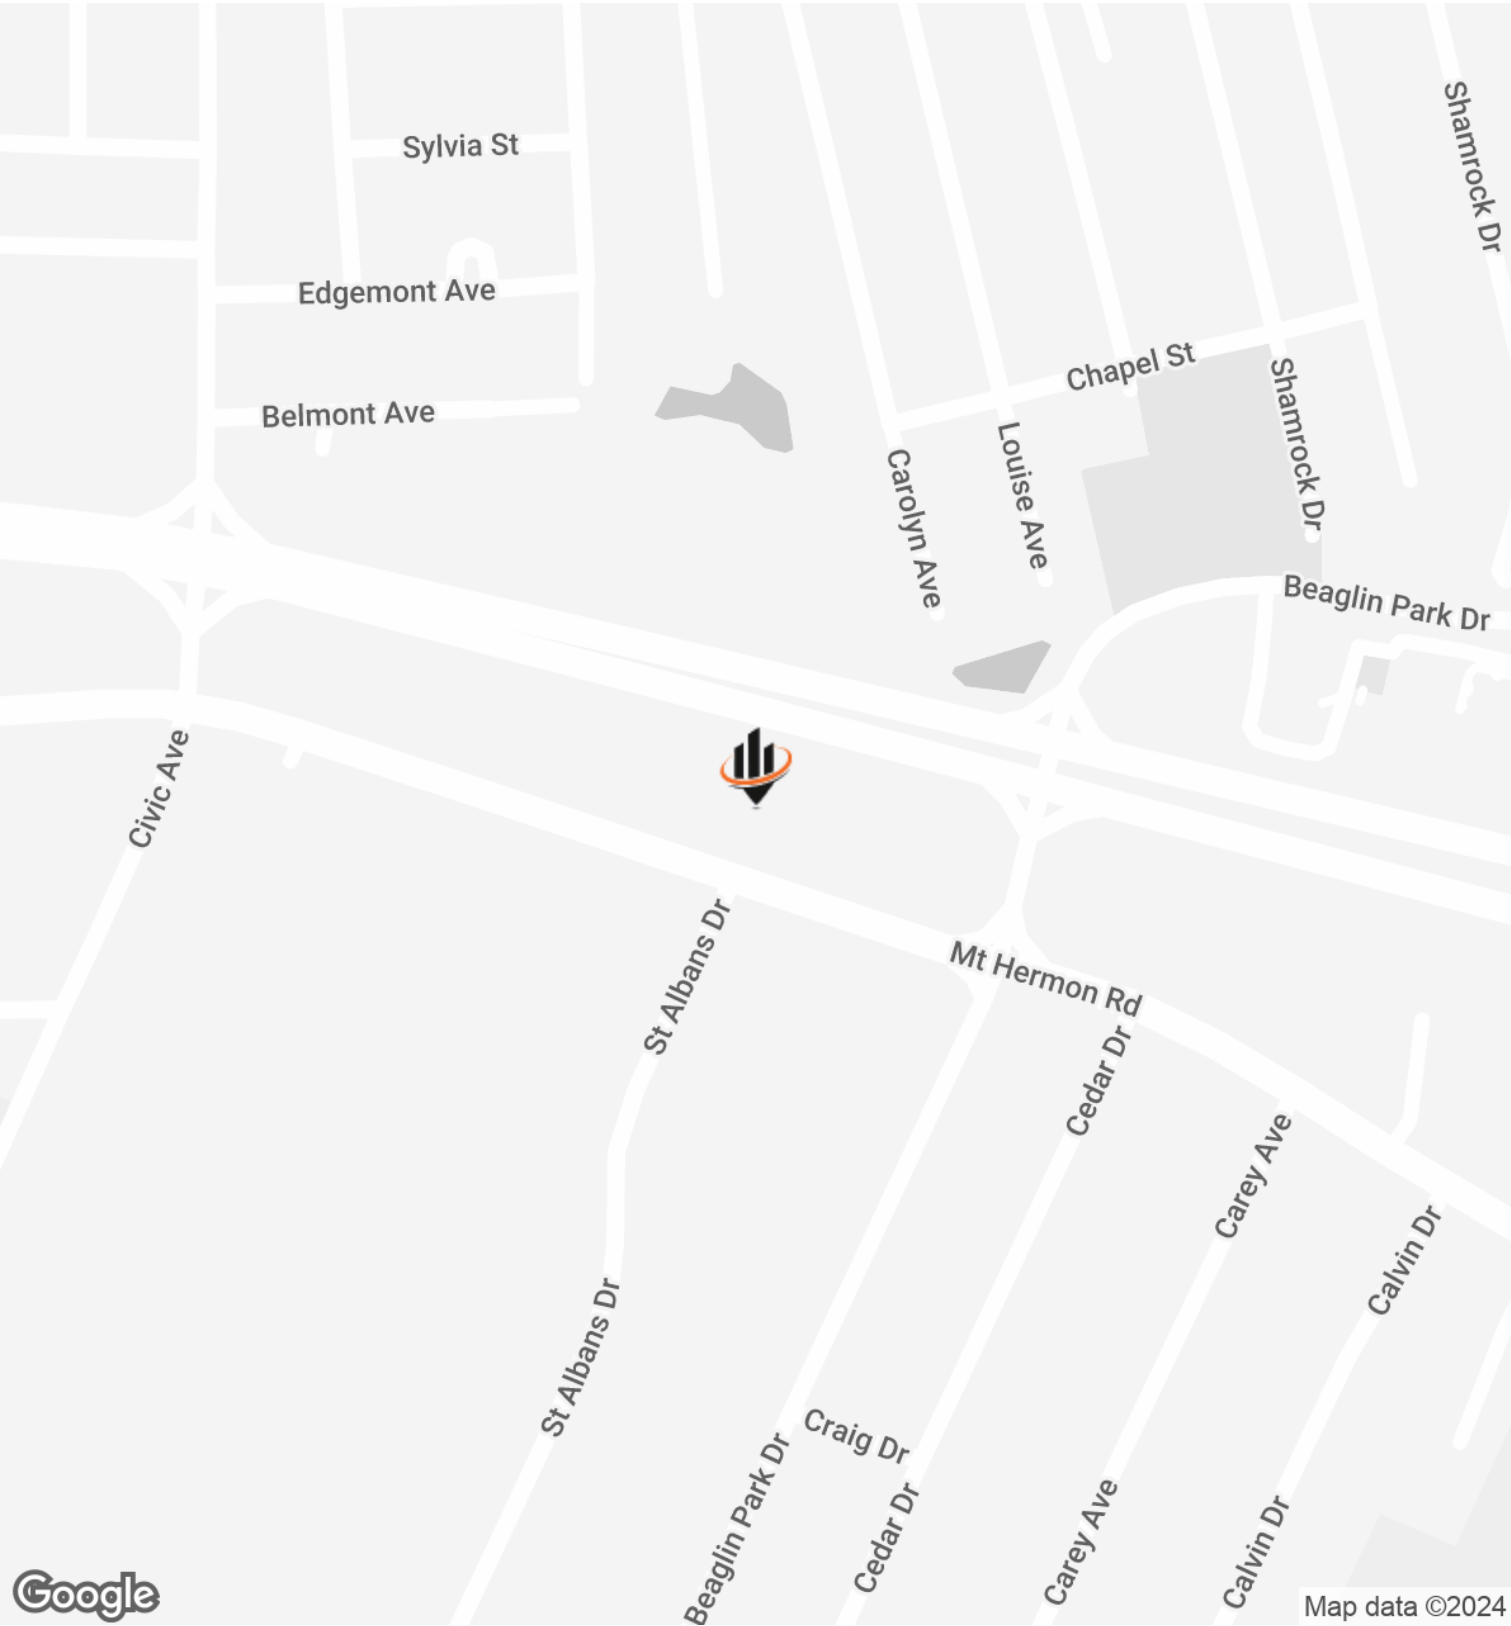 Shamrock Dr
Sylvia St
Edgemont Ave
Chapel St
Shamrock Dr
Belmont Ave
Louise Ave
Carolyn Ave
Beaglin Park Dr
Civic Ave
St Albans Dr
Mt Hermon Rd
Cedar Dr
Carey Ave
Calvin Dr
St Albans Dr
Craig Dr
Beaglin Park Dr
Cedar Dr
Carey Ave
Calvin Dr
Google
Map data ©2024